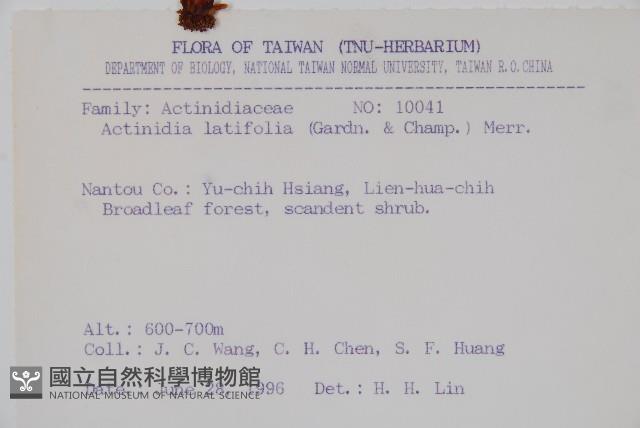 FLORA OF TAIWAN (TNU-HERBARIUM)
DEPARTMENT OF BIOLOGY, NATIONAL TAIWAN NORMAL UNIVERSITY, TAIWAN R.O.CHINA
Family: Actinidiaceae NO: 10041
Actinidia latifolia (Gardn. & Champ.) Merr.
Nantou Co.: Yu-chih Hsiang, Lien-hua-chih
Broadleaf forest, scandent shrub.
Alt.: 600-700m
Coll.: J. C. Wang, C. H. Chen, S. F. Huang
Date: June 28, 1996 Det.: H. H. Lin
國立自然科學博物館
NATIONAL MUSEUM OF NATURAL SCIENCE